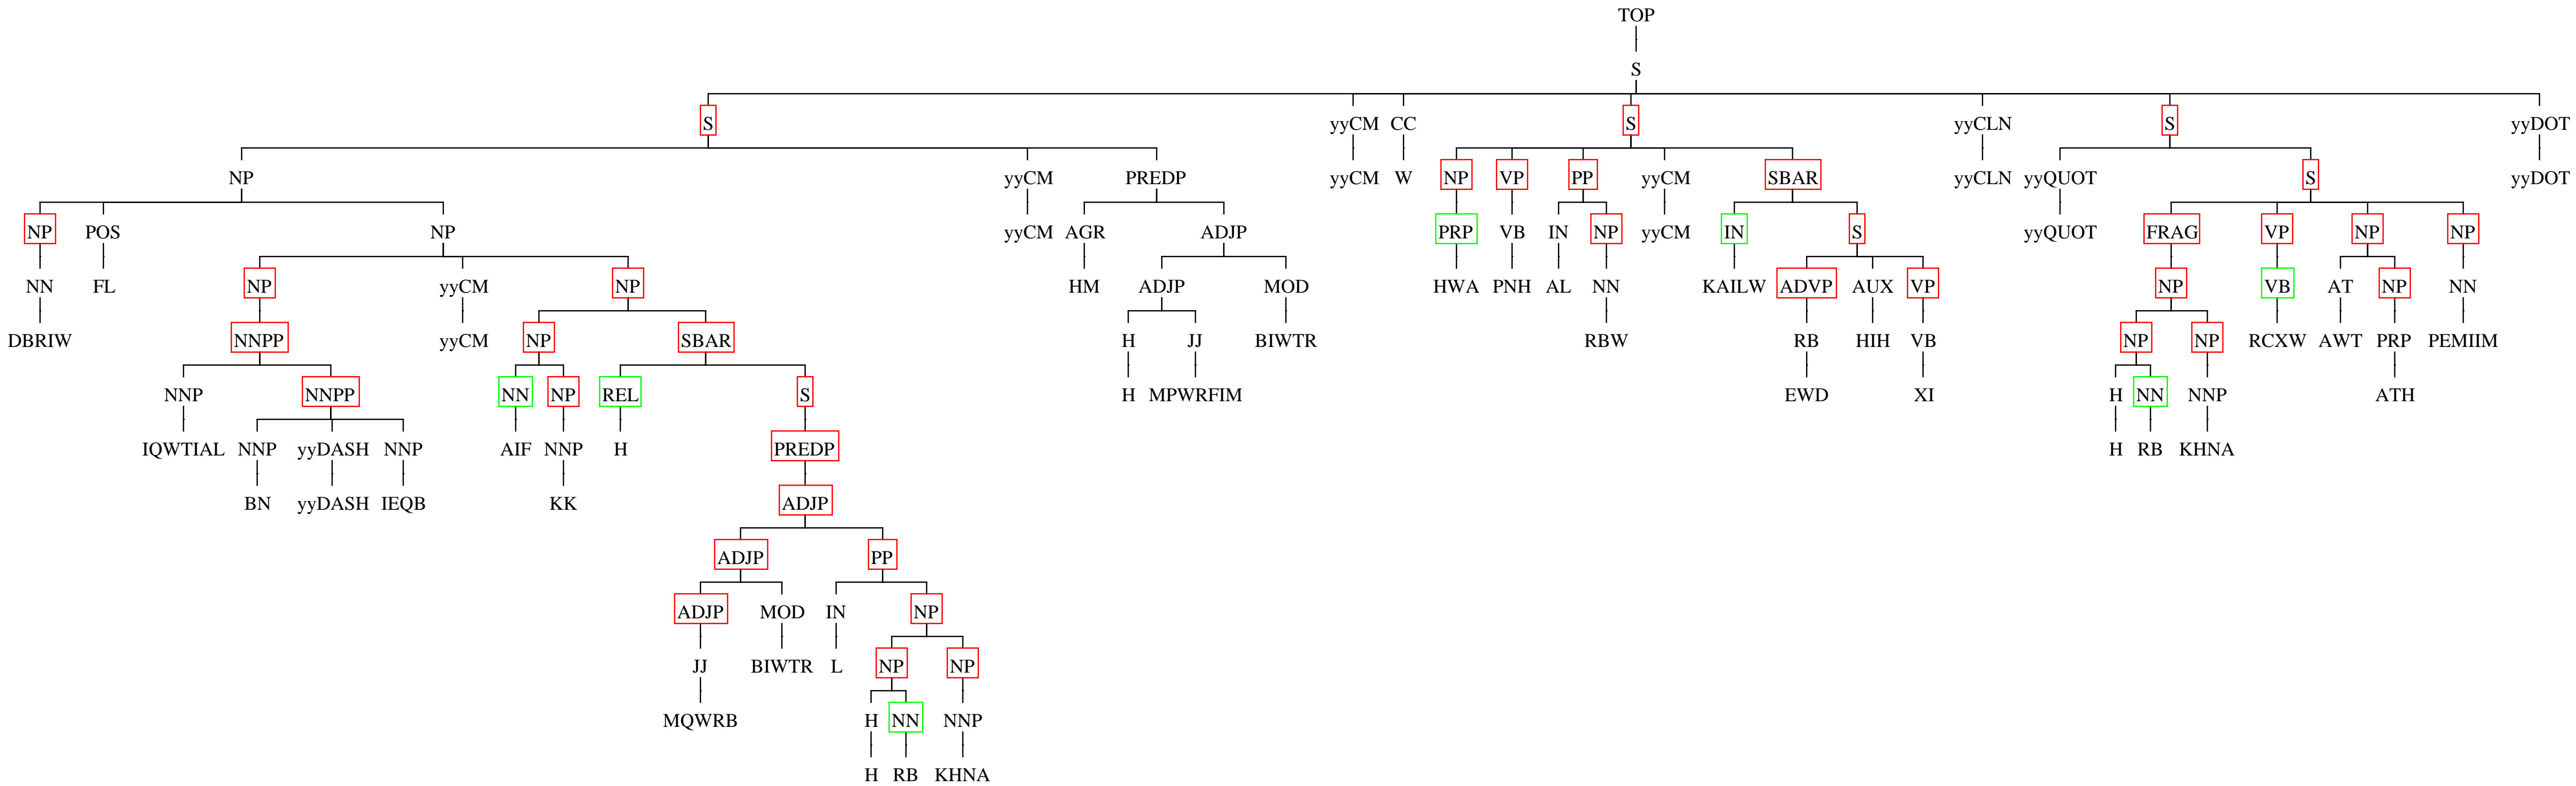 TOP
S
S yyCM CC S yyCLN S yyDOT
NP yyCM PREDP yyCM W NP VP PP yyCM SBAR yyCLN yyQUOT S yyDOT
NP POS NP yyCM AGR ADJP PRP VB IN NP yyCM IN S yyQUOT FRAG VP NP NP
NN FL NP yyCM NP HM ADJP MOD HWA PNH AL NN KAILW ADVP AUX VP NP VB AT NP NN
DBRIW NNPP yyCM NP SBAR H JJ BIWTR RBW RB HIH VB NP NP RCXW AWT PRP PEMIIM
NNP NNPP NN NP REL S H MPWRFIM EWD XI H NN NNP ATH
IQWTIAL NNP yyDASH NNP AIF NNP H PREDP H RB KHNA
BN yyDASH IEQB KK ADJP
ADJP PP
ADJP MOD IN NP
JJ BIWTR L NP NP
MQWRB H NN NNP
H RB KHNA